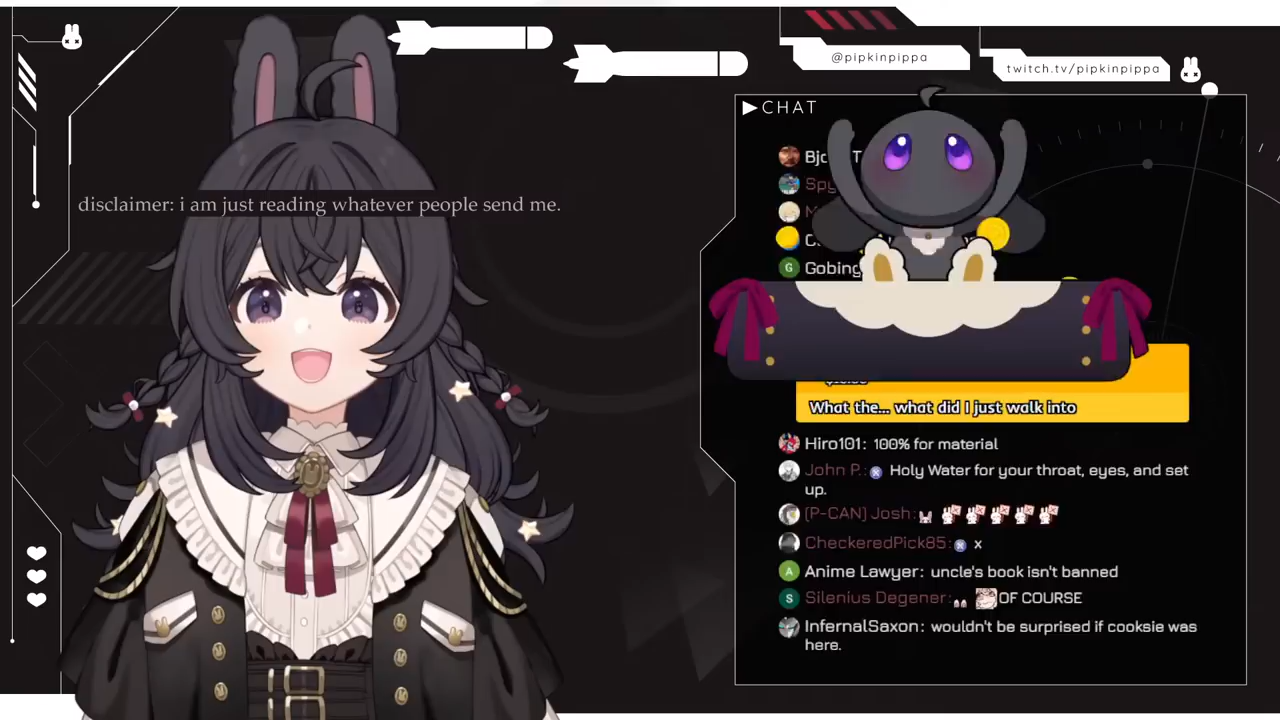 @pipkinpippa
twitch.tv/pipkinpippa
CHAT
disclaimer: i am just reading whatever people send me.
G Gobing
What the... what did I just walk into
Hiro101: 100% for material
John P.: Holy Water for your throat, eyes, and set
up.
[P-CAN] Josh:
CheckeredPick85: x
A Anime Lawyer: uncle's book isn't banned
S Silenius Degener: OF COURSE
InfernalSaxon: wouldn't be surprised if cooksie was
here.